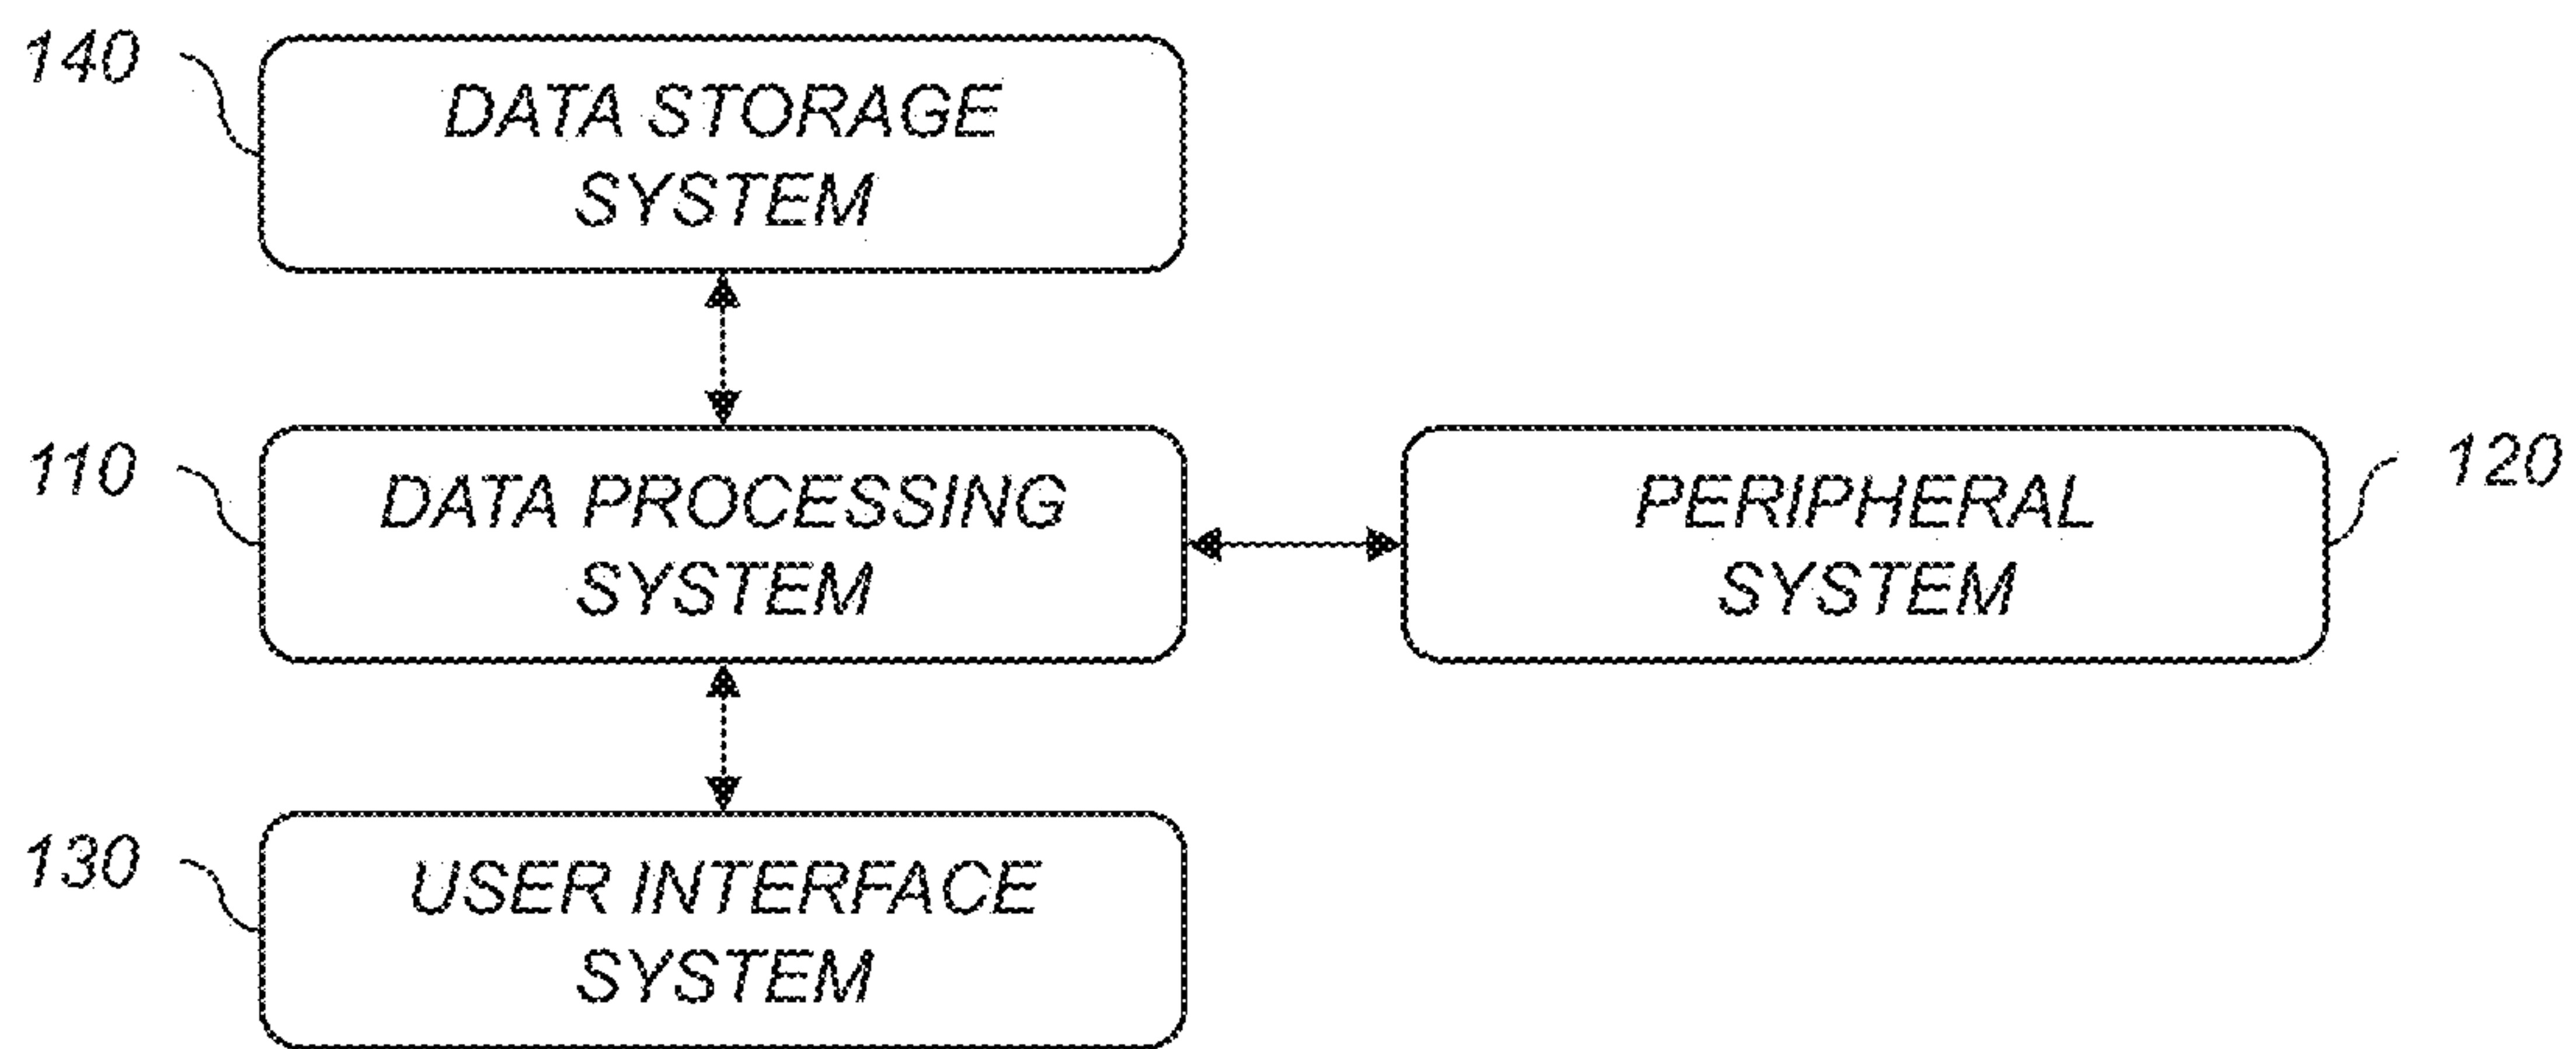 140
DATA STORAGE
SYSTEM
110
DATA PROCESSING
SYSTEM
PERIPHERAL
SYSTEM
120
130
USER INTERFACE
SYSTEM